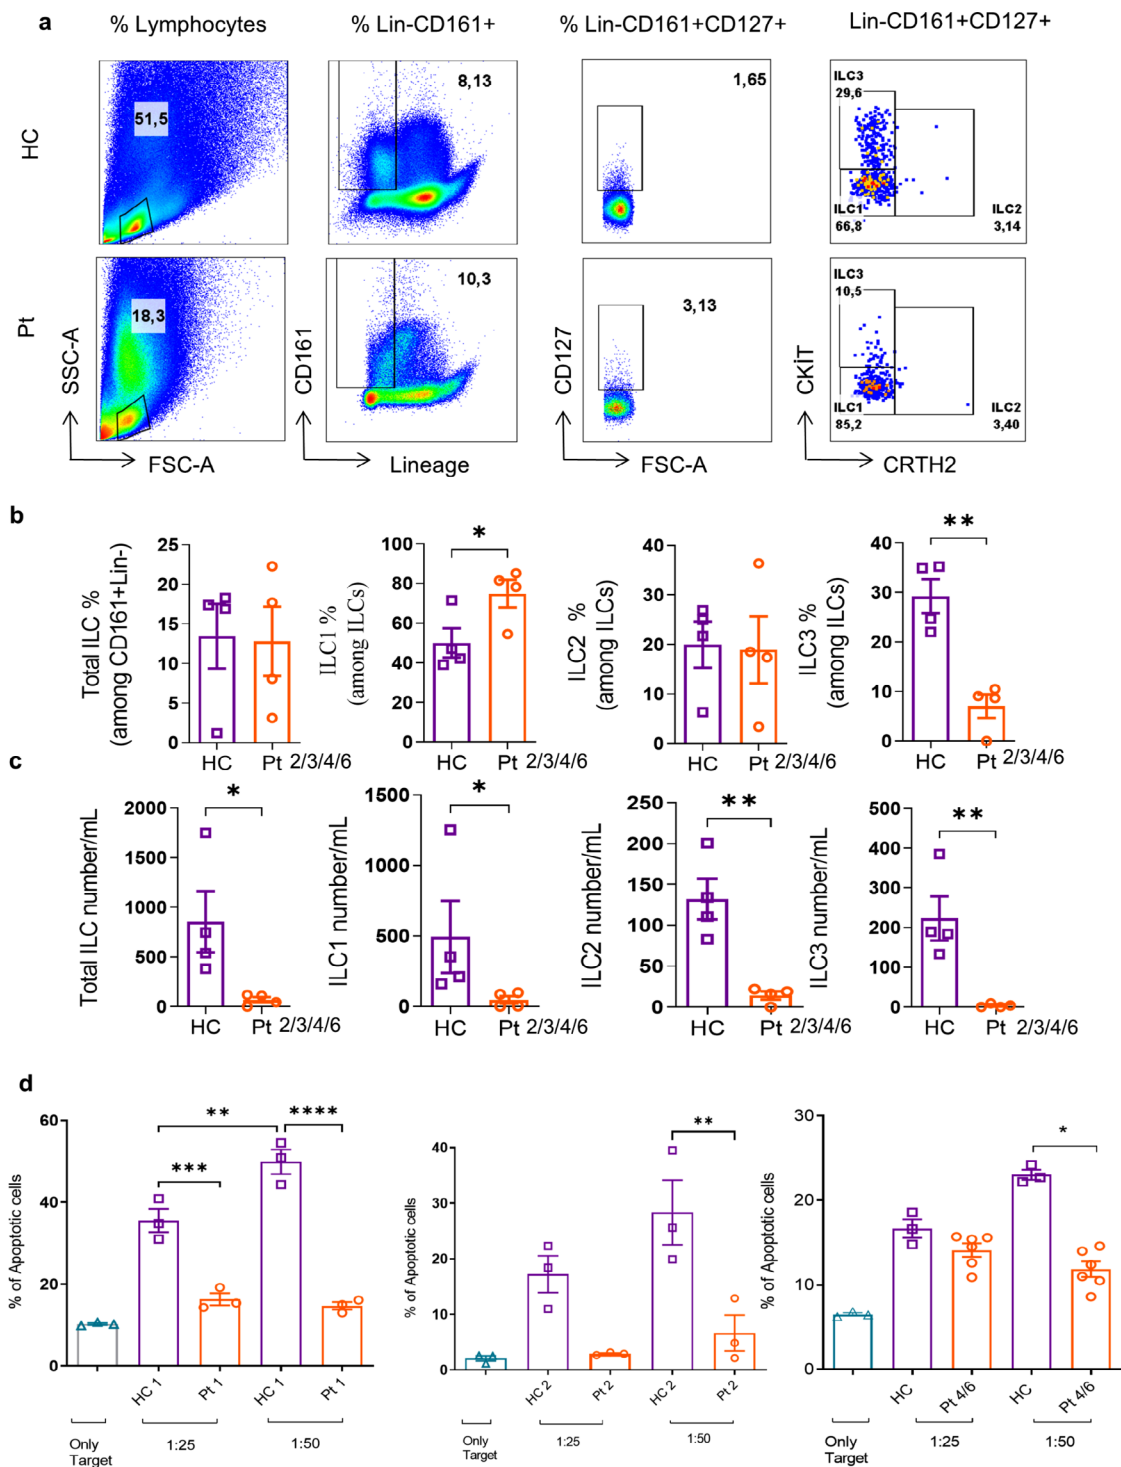 a
% Lymphocytes
% Lin-CD161+
% Lin-CD161+CD127+
Lin-CD161+CD127+
HC
51,5
8,13
1,65
ILC3
29,6
ILC1
66,8
ILC2
3,14
Pt
18,3
10,3
3,13
ILC3
10,5
ILC1
85,2
ILC2
3,40
SSC-A
FSC-A
CD161
Lineage
CD127
FSC-A
CKİT
CRTH2
b
Total ILC %
(among CD161+Lin-)
25
20
15
10
5
0
HC
Pt 2/3/4/6
ILC1 %
(among ILCs)
100
80
60
40
20
0
*
HC
Pt 2/3/4/6
ILC2 %
(among ILCs)
40
30
20
10
0
HC
Pt 2/3/4/6
ILC3 %
(among ILCs)
40
30
20
10
0
**
HC
Pt 2/3/4/6
c
Total ILC number/mL
2000
1500
1000
500
0
*
HC
Pt 2/3/4/6
ILC1 number/mL
1500
1000
500
0
*
HC
Pt 2/3/4/6
ILC2 number/mL
250
200
150
100
50
0
**
HC
Pt 2/3/4/6
ILC3 number/mL
500
400
300
200
100
0
**
HC
Pt 2/3/4/6
d
% of Apoptotic cells
60
40
20
0
***
**
****
HC 1
Pt 1
HC 1
Pt 1
Only
Target
1:25
1:50
% of Apoptotic cells
40
30
20
10
0
**
HC 2
Pt 2
HC 2
Pt 2
Only
Target
1:25
1:50
% of Apoptotic cells
30
20
10
0
*
HC
Pt 4/6
HC
Pt 4/6
Only
Target
1:25
1:50